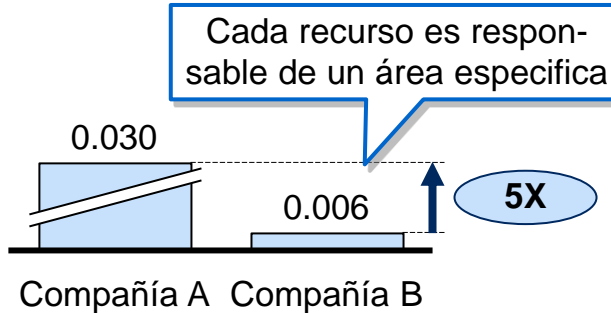 Cada recurso es respon-
sable de un área especifica
0.030
0.006
5X
Compañía A Compañía B